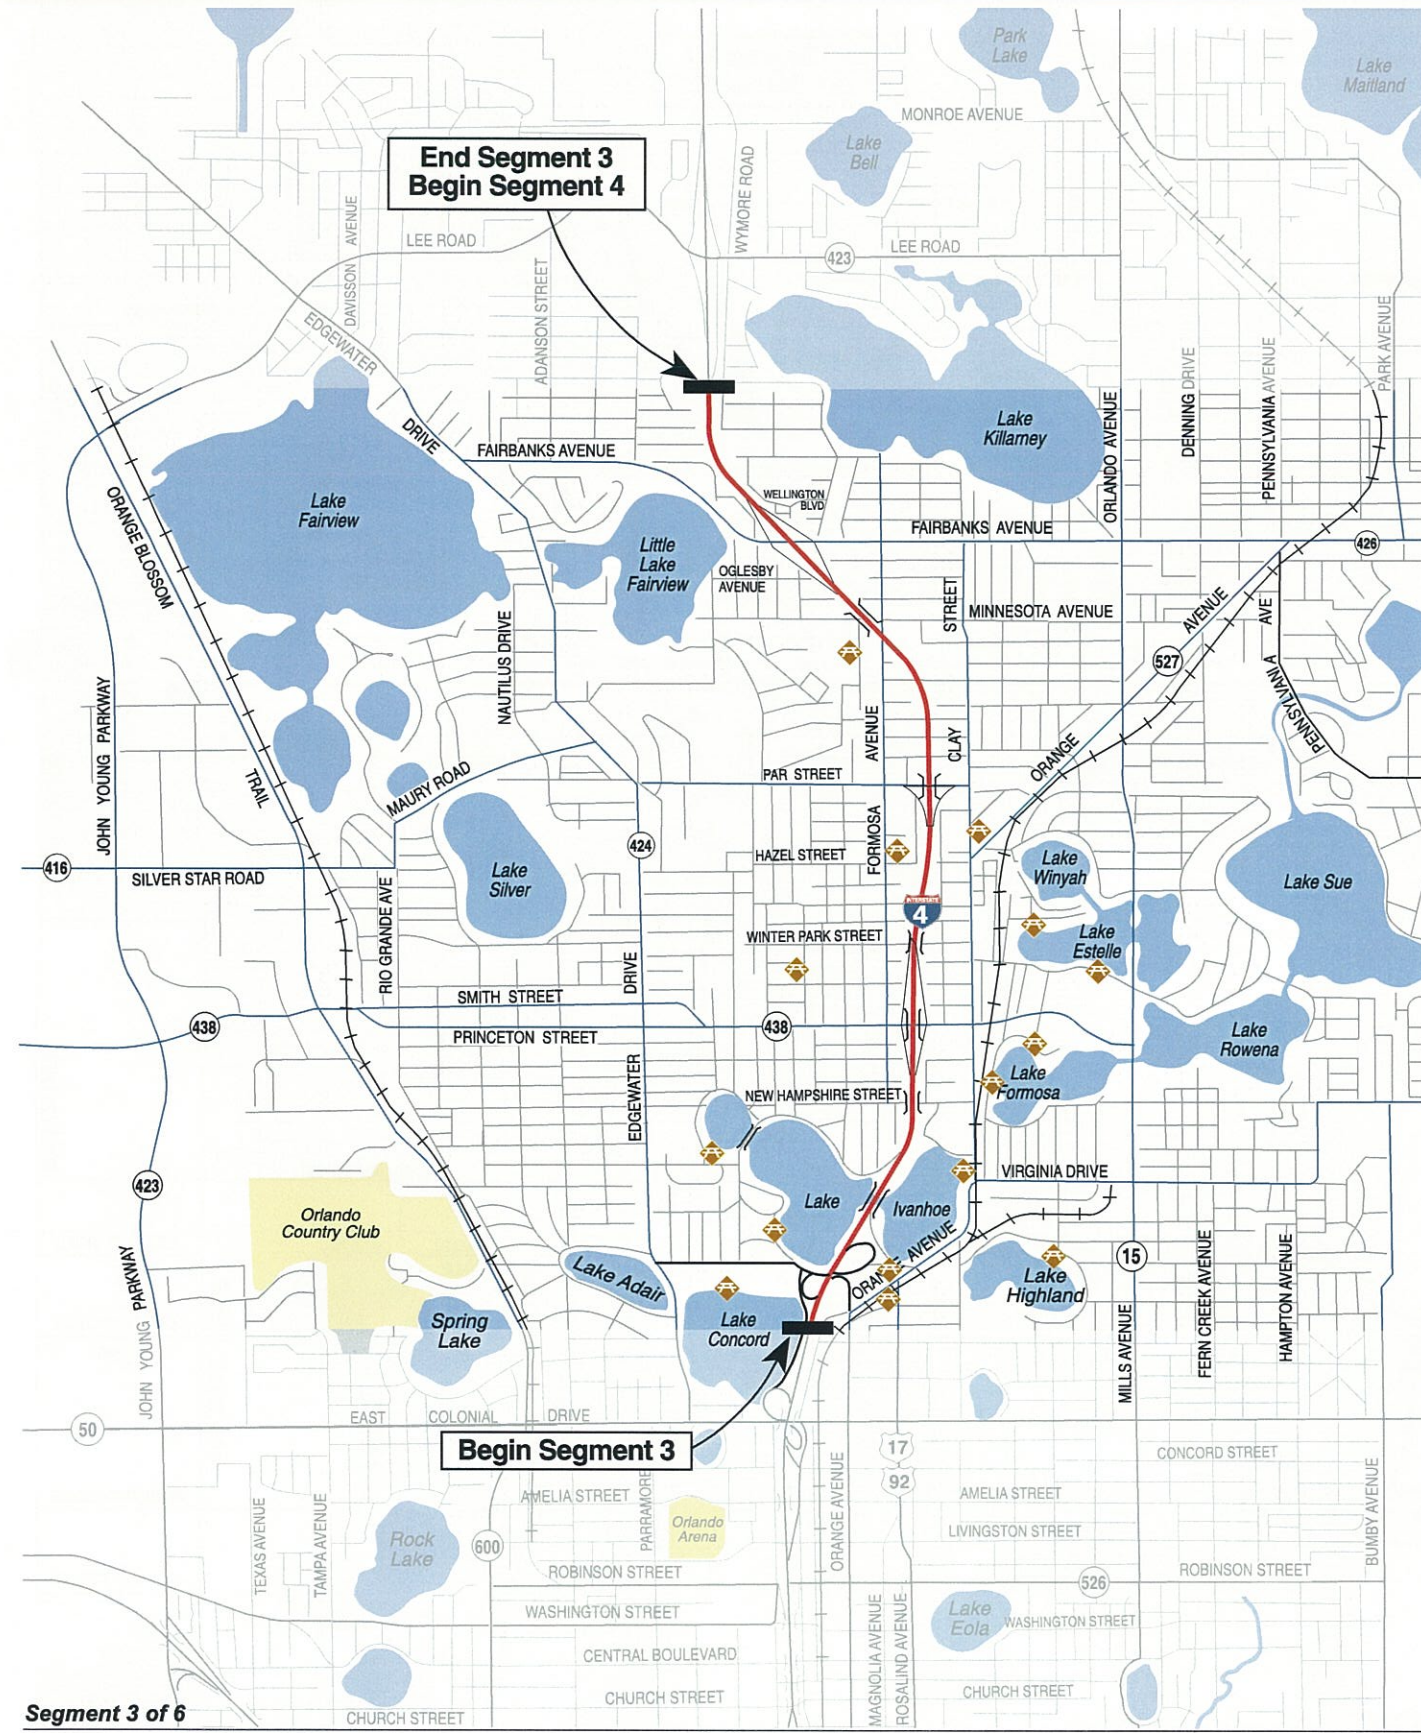 Park
Lake
Lake
Maitland
MONROE AVENUE
Lake
Bell
End Segment 3
Begin Segment 4
WYMORE ROAD
DAVISSON AVENUE
LEE ROAD
LEE ROAD
423
ADANSON STREET
EDGEWATER
DRIVE
PARK AVENUE
DENNING DRIVE
PENNSYLVANIA AVENUE
ORLANDO AVENUE
Lake
Killarney
FAIRBANKS AVENUE
WELLINGTON
BLVD
FAIRBANKS AVENUE
426
Lake
Fairview
ORANGE BLOSSOM
TRAIL
Little
Lake
Fairview
OGLESBY
AVENUE
STREET
CLAY
MINNESOTA AVENUE
AVENUE
ORANGE
527
AVE
PENNSYLVANIA
NAUTILUS DRIVE
JOHN YOUNG PARKWAY
AVENUE
FORMOSA
PAR STREET
MAURY ROAD
424
HAZEL STREET
416
SILVER STAR ROAD
Lake
Silver
Lake
Winyah
Lake Sue
INTERSTATE
4
RIO GRANDE AVE
WINTER PARK STREET
Lake
Estelle
DRIVE
EDGEWATER
SMITH STREET
438
438
PRINCETON STREET
Lake
Rowena
Lake
Formosa
NEW HAMPSHIRE STREET
423
VIRGINIA DRIVE
Orlando
Country Club
Lake
Ivanhoe
ORANGE AVENUE
15
FERN CREEK AVENUE
HAMPTON AVENUE
MILLS AVENUE
Lake Adair
Lake
Highland
JOHN YOUNG PARKWAY
Spring
Lake
Lake
Concord
50
EAST COLONIAL DRIVE
Begin Segment 3
17
92
CONCORD STREET
AMELIA STREET
AMELIA STREET
PARRAMORE
Orlando
Arena
ORANGE AVENUE
LIVINGSTON STREET
BUMBY AVENUE
TEXAS AVENUE
TAMPA AVENUE
Rock
Lake
600
ROBINSON STREET
ROBINSON STREET
526
WASHINGTON STREET
Lake
Eola
WASHINGTON STREET
MAGNOLIA AVENUE
ROSALIND AVENUE
CENTRAL BOULEVARD
CHURCH STREET
CHURCH STREET
CHURCH STREET
Segment 3 of 6